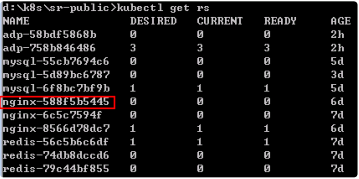 d:\k8s\sr-public>kubectl get rs
NAME DESIRED CURRENT READY AGE
adp-58bdf5868b 0 0 0 2h
adp-758b846486 3 3 3 2h
mysql-55cb7694c6 0 0 0 5d
mysql-5d89bc6787 0 0 0 3d
mysql-6f8bc7bf9b 1 1 1 5d
nginx-588f5b5445 0 0 0 6d
nginx-6c5c7594f 0 0 0 7d
nginx-8566d78dc7 1 1 1 6d
redis-56c5b6c6df 1 1 1 7d
redis-74db8dccd6 0 0 0 7d
redis-79c44bf855 0 0 0 7d